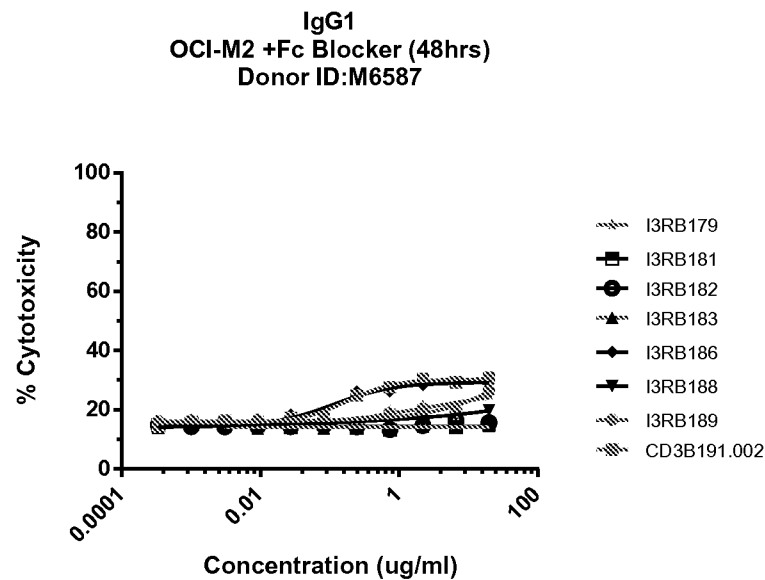 IgG1
OCI-M2 +Fc Blocker (48hrs)
Donor ID:M6587
100
80
60
40
20
0
% Cytotoxicity
0.0001
0.01
1
100
Concentration (ug/ml)
I3RB179
I3RB181
I3RB182
I3RB183
I3RB186
I3RB188
I3RB189
CD3B191.002